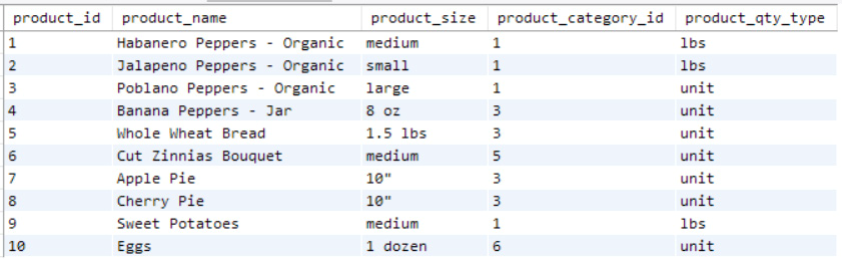 product_id product_name product_size product_category_id product_qty_type
1 Habanero Peppers - Organic medium 1 lbs
2 Jalapeno Peppers - Organic small 1 lbs
3 Poblano Peppers - Organic large 1 unit
4 Banana Peppers - Jar 8 oz 3 unit
5 Whole Wheat Bread 1.5 lbs 3 unit
6 Cut Zinnias Bouquet medium 5 unit
7 Apple Pie 10" 3 unit
8 Cherry Pie 10" 3 unit
9 Sweet Potatoes medium 1 lbs
10 Eggs 1 dozen 6 unit